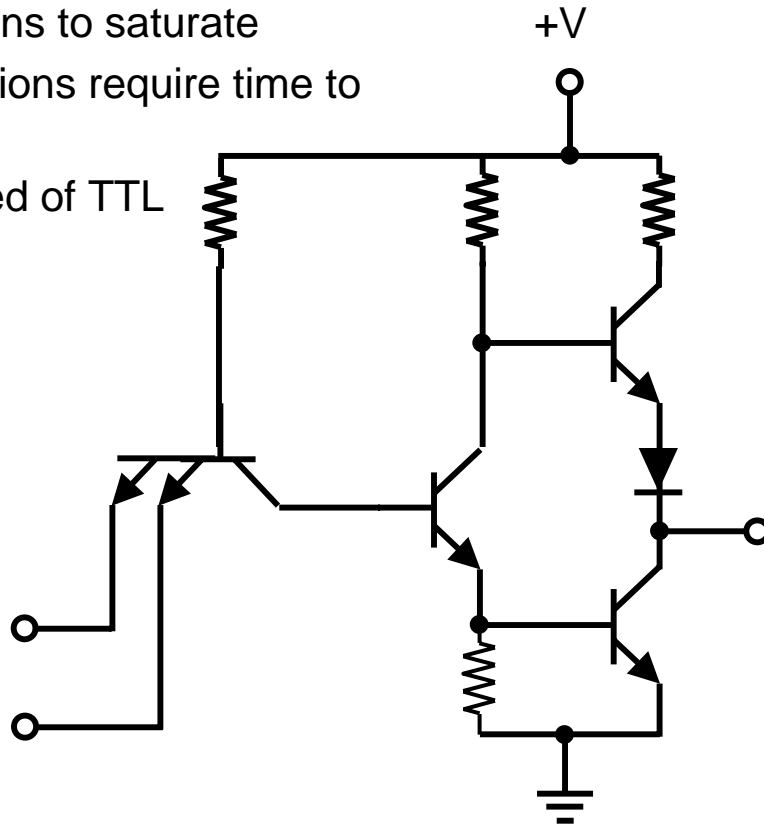 ns to saturate
+V
ions require time to
ed of TTL